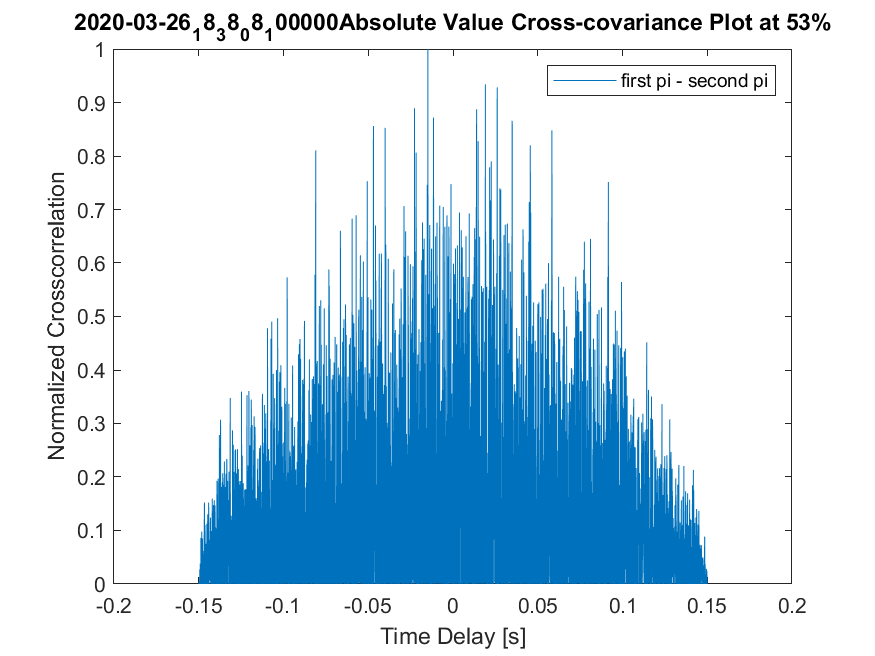 2020-03-26₁8₃8₀8₁00000Absolute Value Cross-covariance Plot at 53%
1
first pi - second pi
0.9
0.8
0.7
0.6
0.5
0.4
0.3
0.2
0.1
0
Normalized Crosscorrelation
-0.2 -0.15 -0.1 -0.05 0 0.05 0.1 0.15 0.2
Time Delay [s]